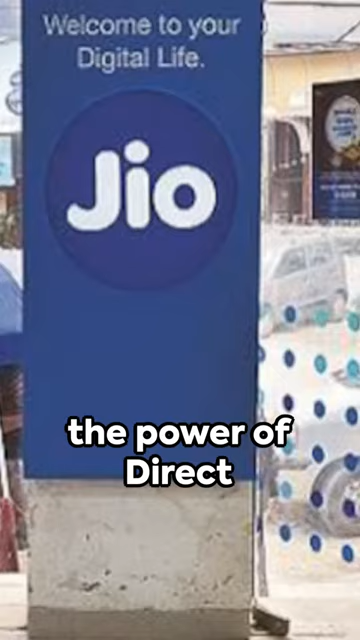 Welcome to your
Digital Life.
Jio
the power of
Direct